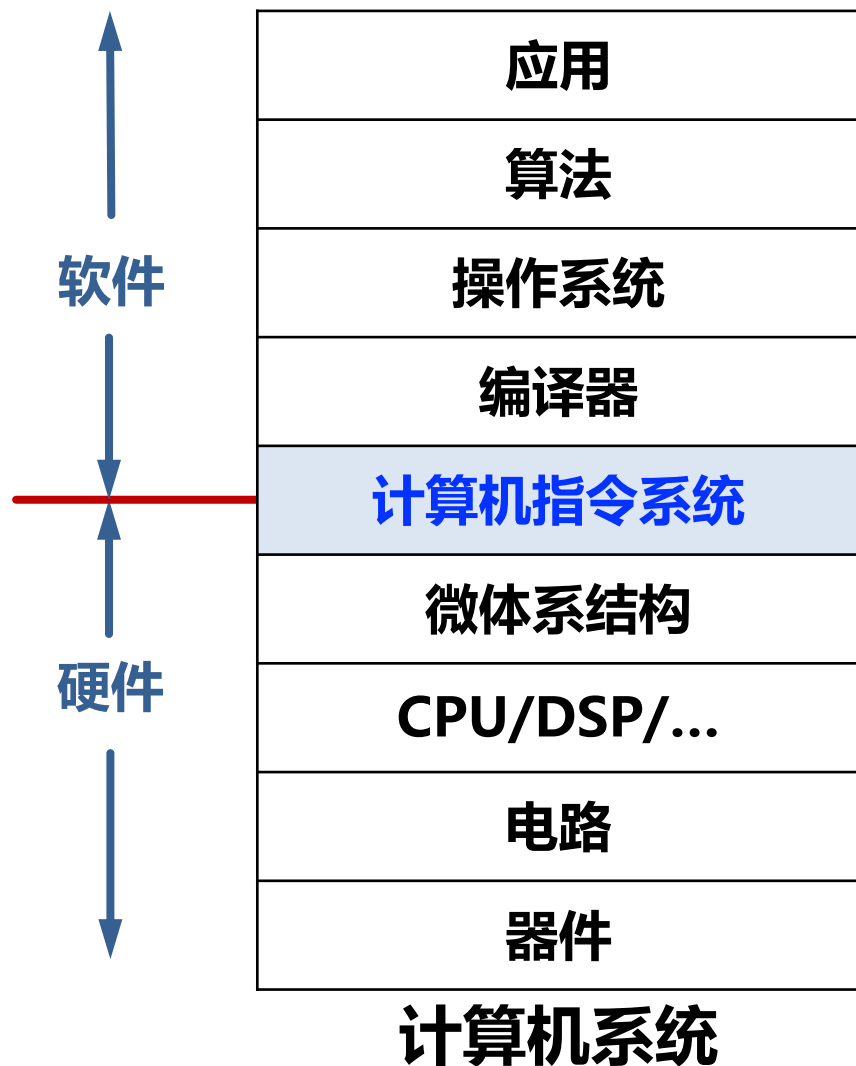 应用
算法
操作系统
软件
编译器
计算机指令系统
微体系结构
硬件
CPU/DSP/…
电路
器件
计算机系统